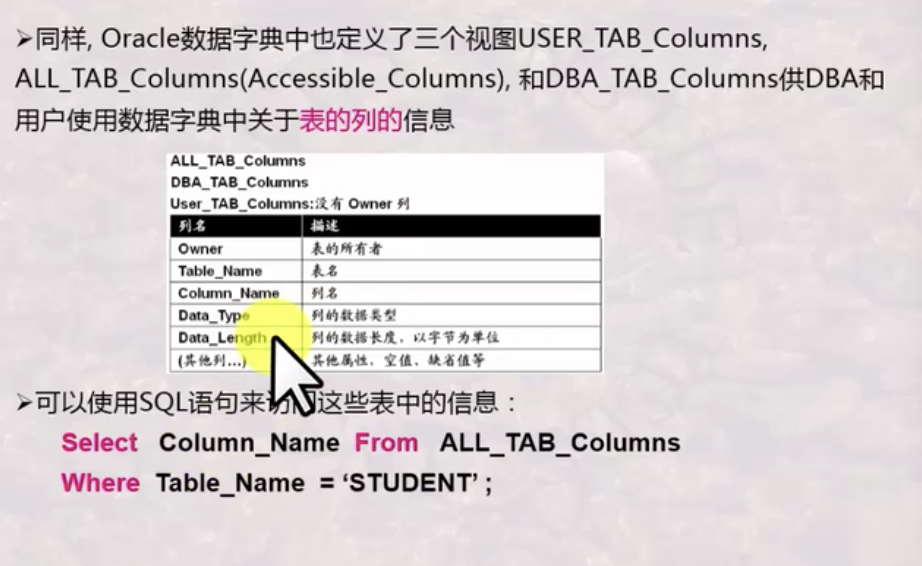 ➢同样, Oracle数据字典中也定义了三个视图USER_TAB_Columns,
ALL_TAB_Columns(Accessible_Columns), 和DBA_TAB_Columns供DBA和
用户使用数据字典中关于表的列的信息
ALL_TAB_Columns
DBA_TAB_Columns
User_TAB_Columns:没有 Owner 列
列名 描述
Owner 表的所有者
Table_Name 表名
Column_Name 列名
Data_Type 列的数据类型
Data_Length 列的数据长度，以字节为单位
(其他列...) 其他属性，空值、缺省值等
➢可以使用SQL语句来访问这些表中的信息：
Select Column_Name From ALL_TAB_Columns
Where Table_Name = ‘STUDENT’ ;